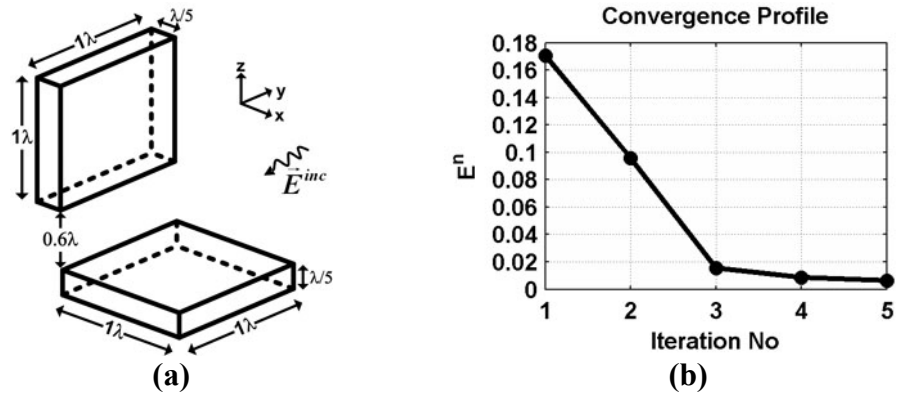 1λ
λ/5
1λ
z
y
x
E⃗ inc
0.6λ
λ/5
1λ
1λ
(a)
Convergence Profile
0.18
0.16
0.14
0.12
0.1
0.08
0.06
0.04
0.02
0
Eⁿ
1 2 3 4 5
Iteration No
(b)